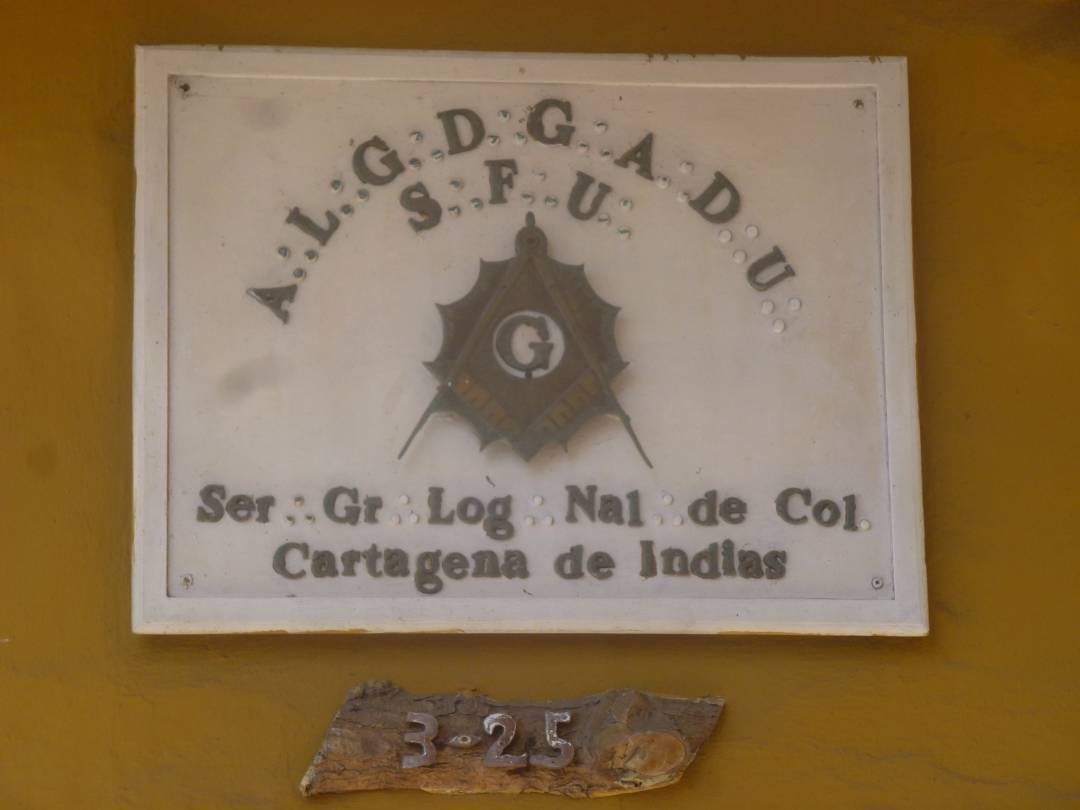 A∴L∴G∴D∴G∴A∴D∴U∴
S∴F∴U∴
G
Ser∴Gr∴Log∴Nal∴de Col.
Cartagena de Indias
3-25